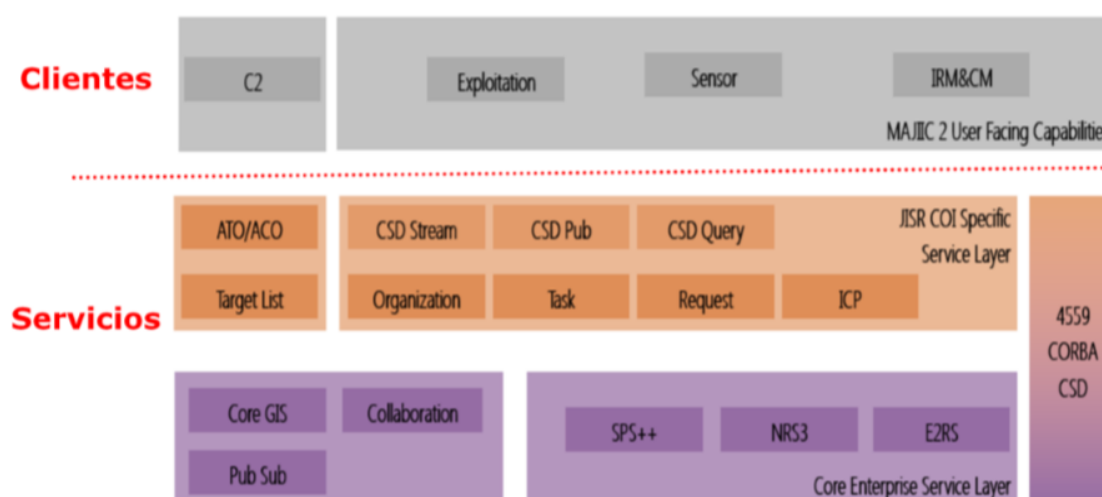 Clientes
C2
Exploitation
Sensor
IRM&CM
MAJIIC 2 User Facing Capabilitie
ATO/ACO
CSD Stream
CSD Pub
CSD Query
JISR COI Specific
Service Layer
Target List
Organization
Task
Request
ICP
Servicios
4559
CORBA
CSD
Core GIS
Collaboration
SPS++
NRS3
E2RS
Pub Sub
Core Enterprise Service Layer